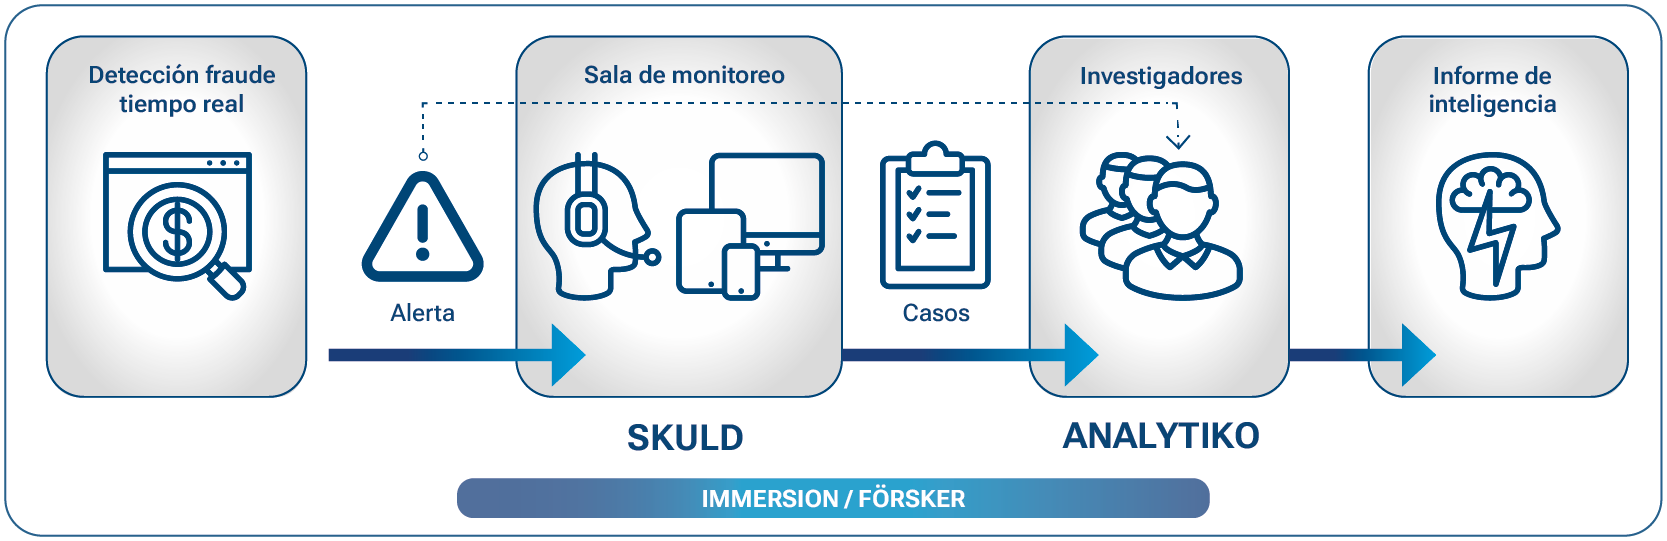 Detección fraude
tiempo real
Alerta
Sala de monitoreo
Casos
Investigadores
Informe de
inteligencia
SKULD
ANALYTIKO
IMMERSION / FÖRSKER